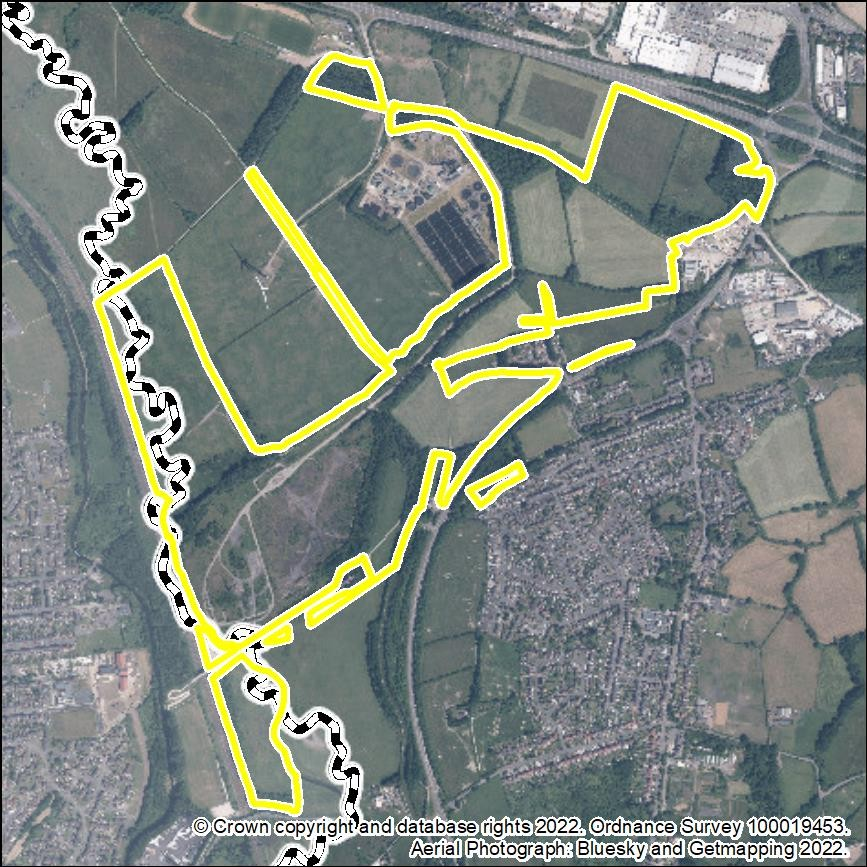 © Crown copyright and database rights 2022. Ordnance Survey 100019453.
Aerial Photograph: Bluesky and Getmapping 2022.